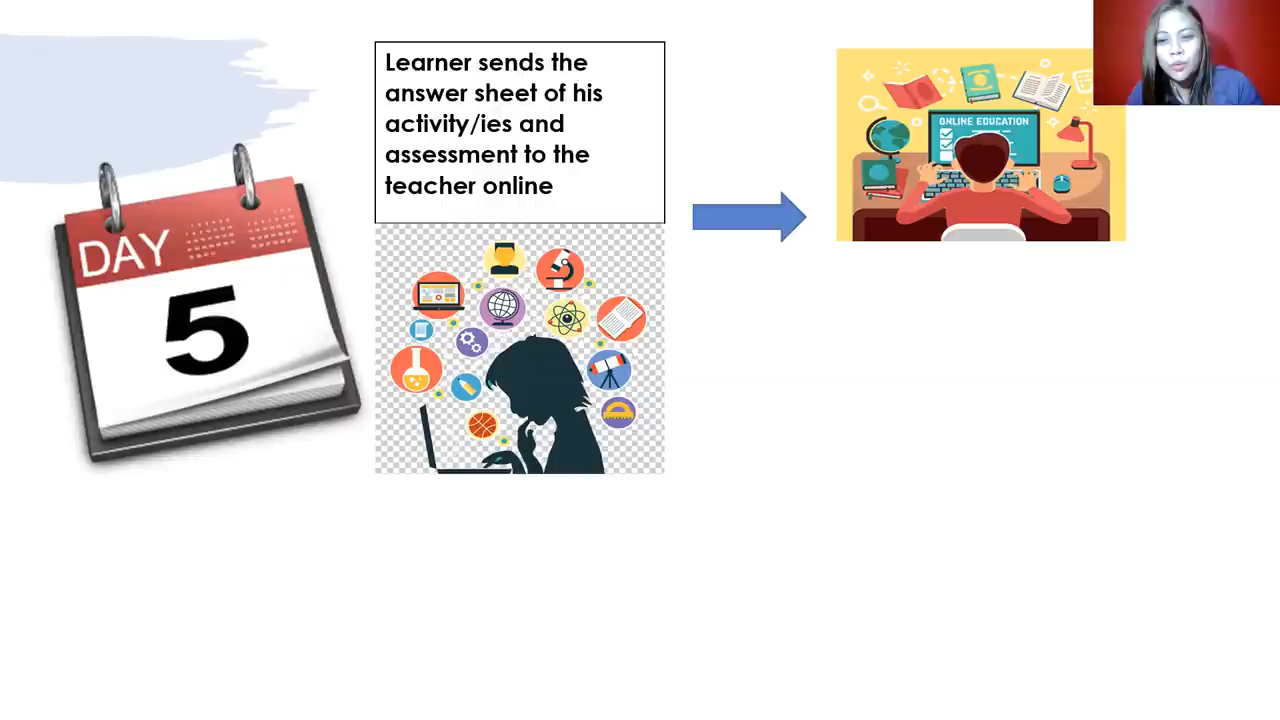 Learner sends the
answer sheet of his
activity/ies and
assessment to the
teacher online
ONLINE EDUCATION
DAY
5